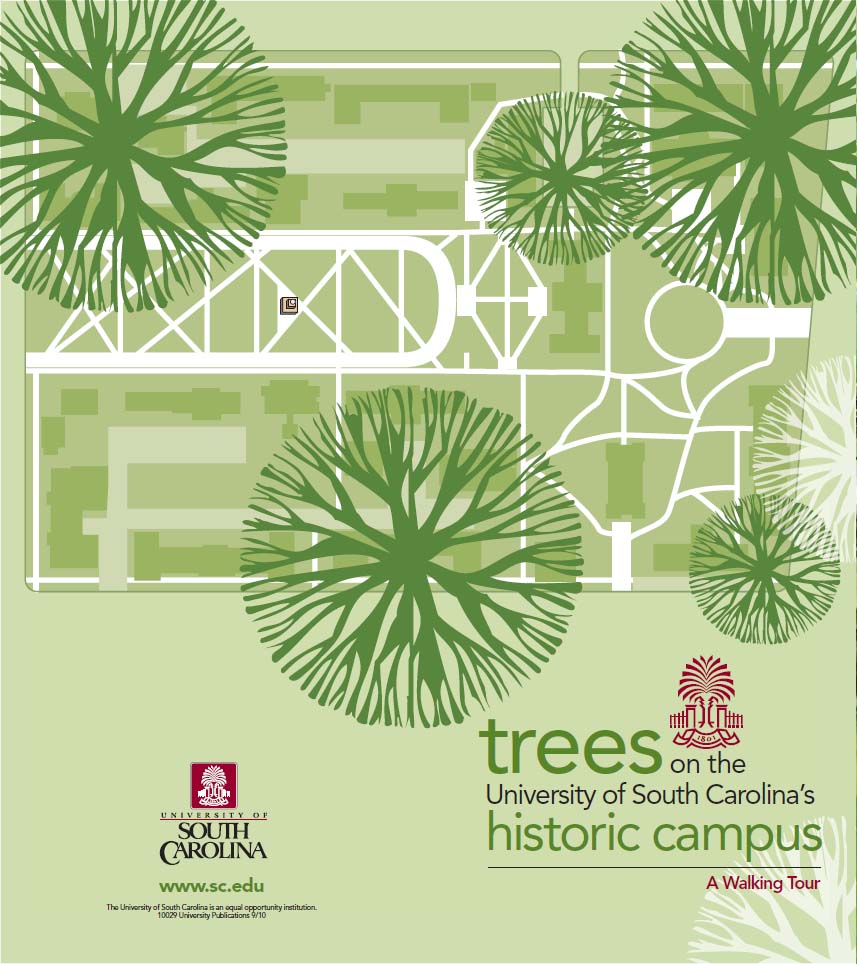 trees
1801
on the
University of South Carolina's
historic campus
A Walking Tour
UNIVERSITY OF
SOUTH
CAROLINA
www.sc.edu
The University of South Carolina is an equal opportunity institution.
10029 University Publications 9/10